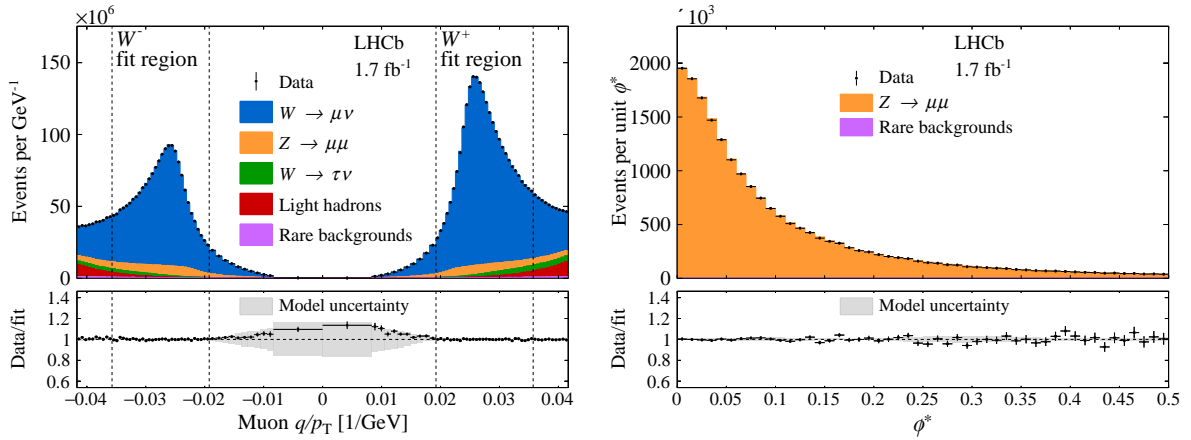 ×10⁶
W⁻
fit region
LHCb
1.7 fb⁻¹
W⁺
fit region
Data
W → μν
Z → μμ
W → τν
Light hadrons
Rare backgrounds
Events per GeV⁻¹
150
100
50
0
Model uncertainty
Data/fit
1.4
1.2
1
0.8
0.6
−0.04 −0.03 −0.02 −0.01 0 0.01 0.02 0.03 0.04
Muon q/p_T [1/GeV]
10³
LHCb
1.7 fb⁻¹
Data
Z → μμ
Rare backgrounds
Events per unit ϕ*
2000
1500
1000
500
0
Model uncertainty
Data/fit
1.4
1.2
1
0.8
0.6
0 0.05 0.1 0.15 0.2 0.25 0.3 0.35 0.4 0.45 0.5
ϕ*